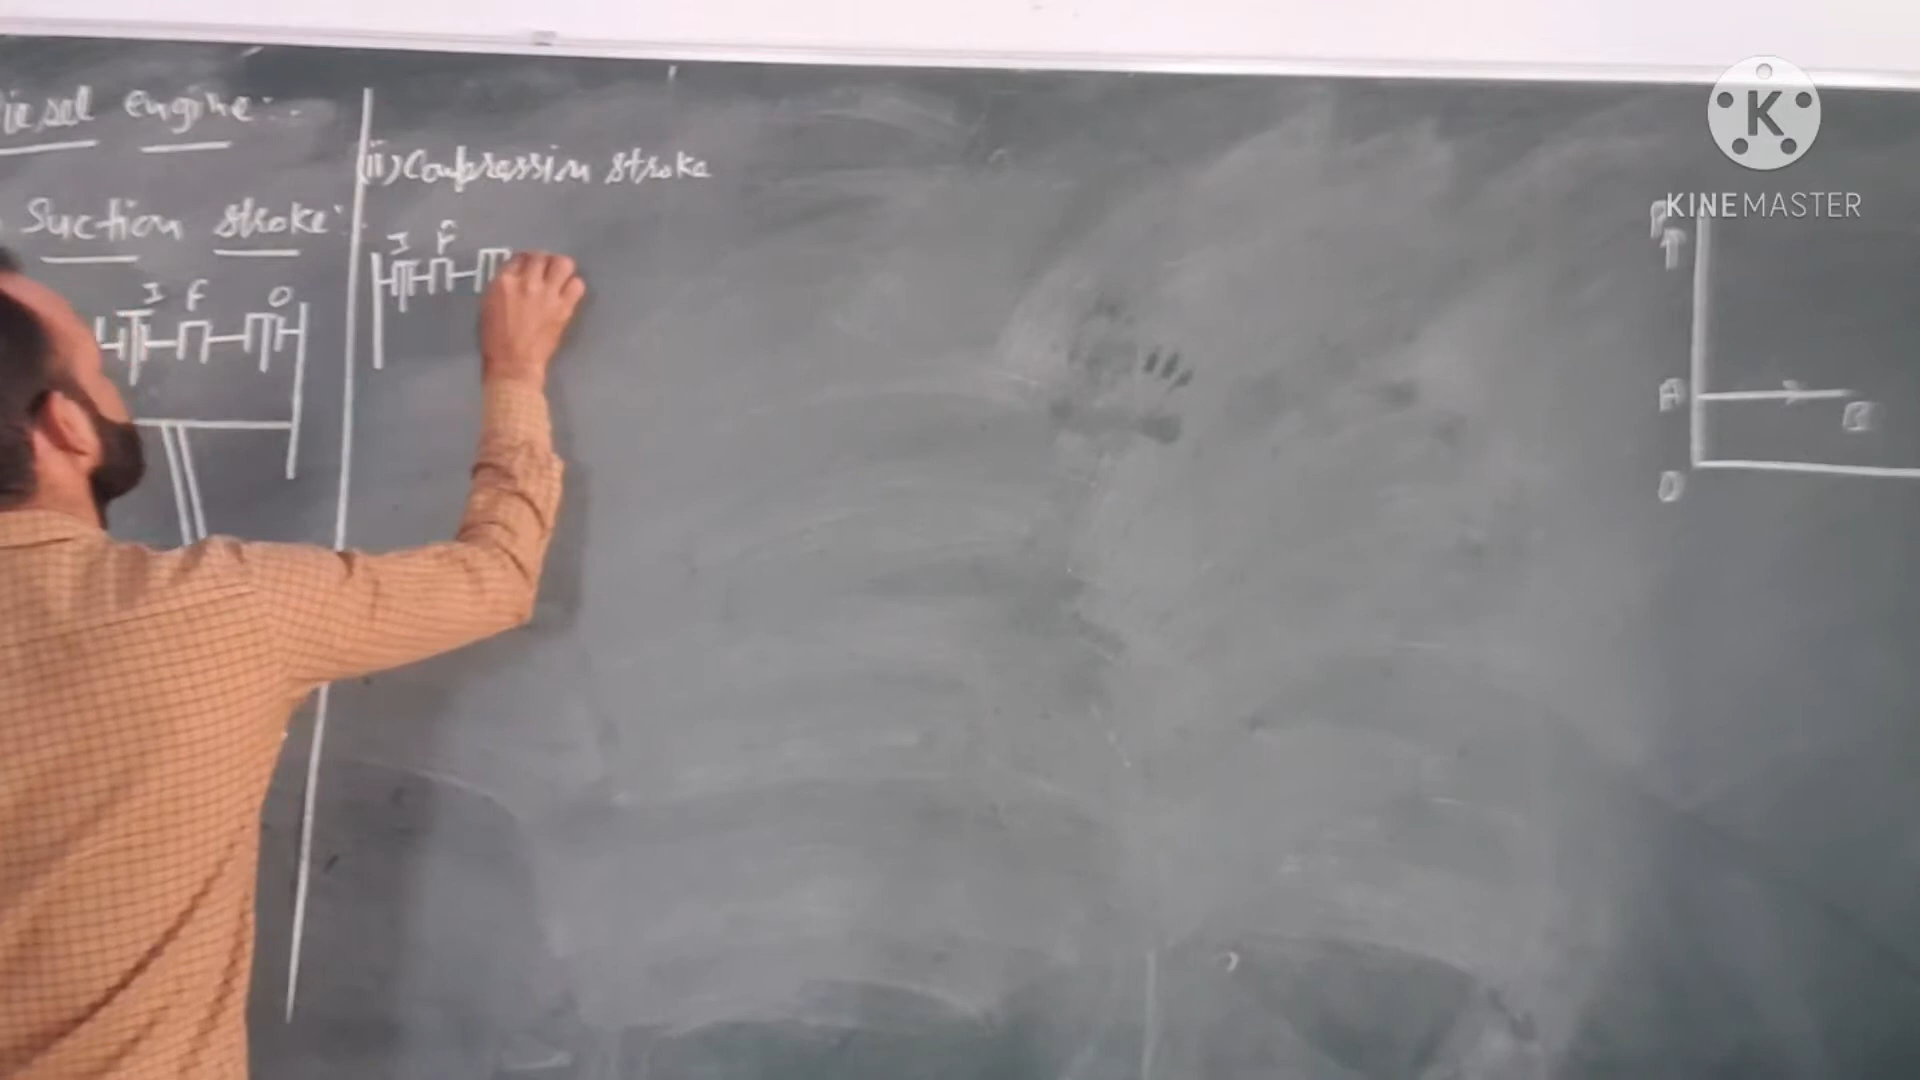 iesel engine:-
Suction stroke:-
I F O
(ii) Compression stroke
I F
P↑
A
B
O
K
KINEMASTER